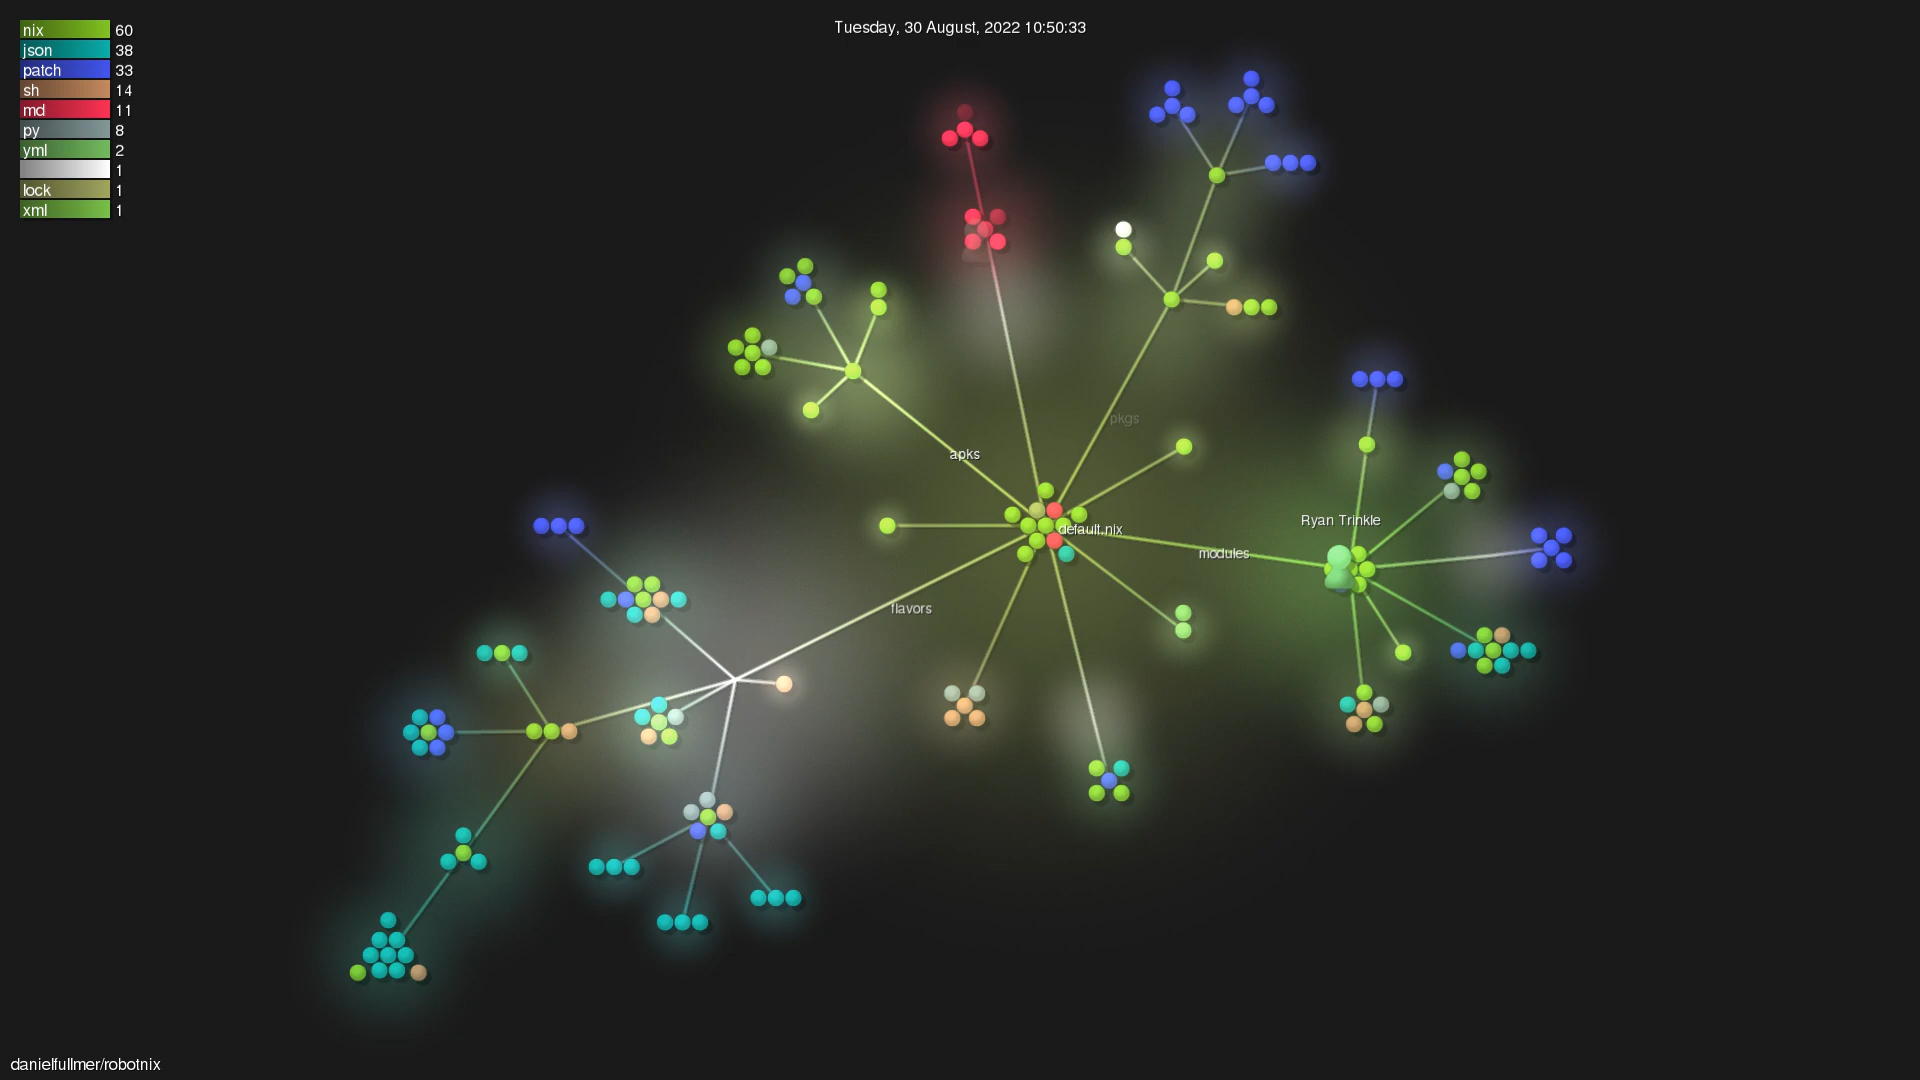 Tuesday, 30 August, 2022 10:50:33
nix 60
json 38
patch 33
sh 14
md 11
py 8
yml 2
1
lock 1
xml 1
pkgs
apks
Ryan Trinkle
default.nix
modules
flavors
danielfullmer/robotnix